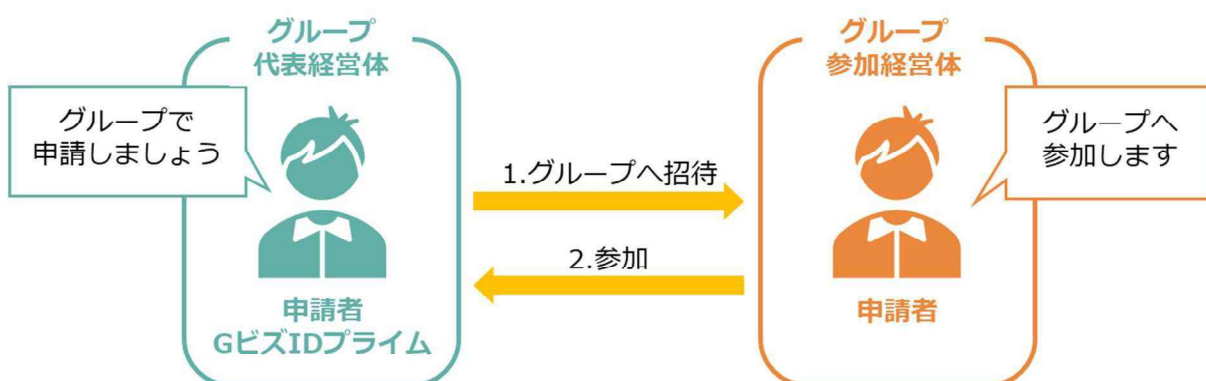 グループ
代表経営体
グループで
申請しましょう
申請者
GビズIDプライム
1.グループへ招待
2.参加
グループ
参加経営体
グループへ
参加します
申請者